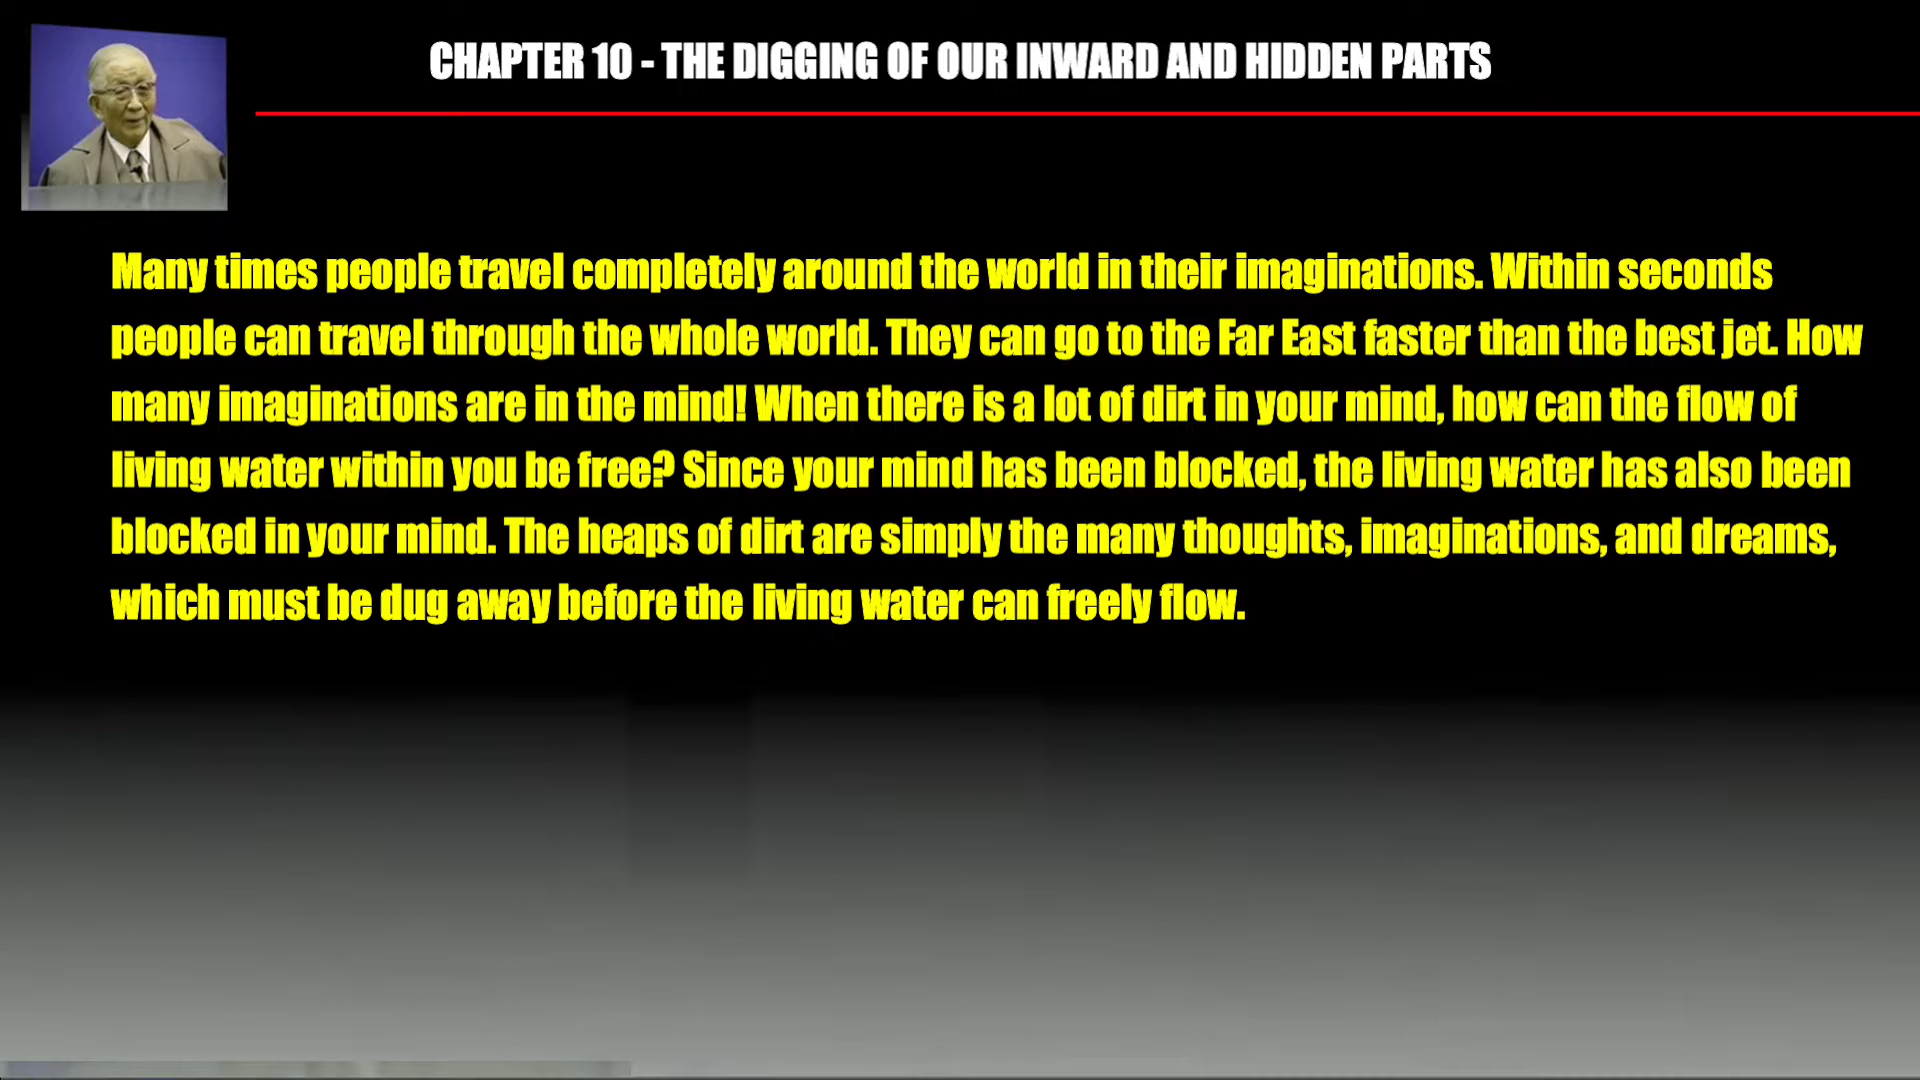 CHAPTER 10 - THE DIGGING OF OUR INWARD AND HIDDEN PARTS
Many times people travel completely around the world in their imaginations. Within seconds
people can travel through the whole world. They can go to the Far East faster than the best jet. How
many imaginations are in the mind! When there is a lot of dirt in your mind, how can the flow of
living water within you be free? Since your mind has been blocked, the living water has also been
blocked in your mind. The heaps of dirt are simply the many thoughts, imaginations, and dreams,
which must be dug away before the living water can freely flow.